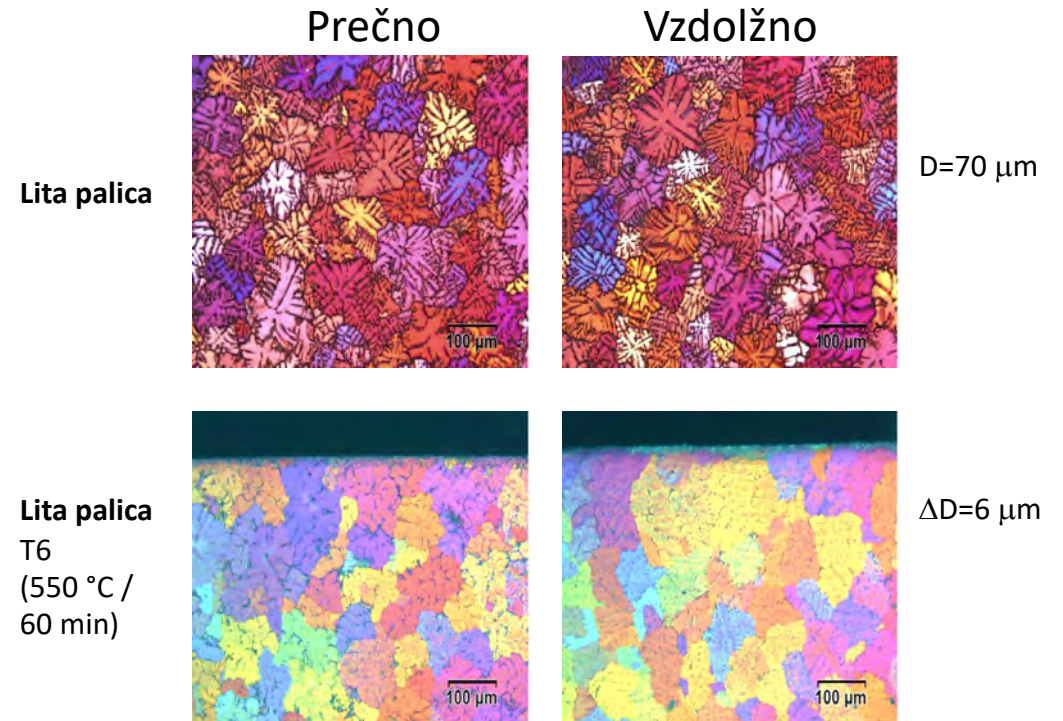 Prečno
Vzdolžno
Lita palica
100 µm
100 µm
D=70 µm
Lita palica
T6
(550 °C /
60 min)
100 µm
100 µm
ΔD=6 µm